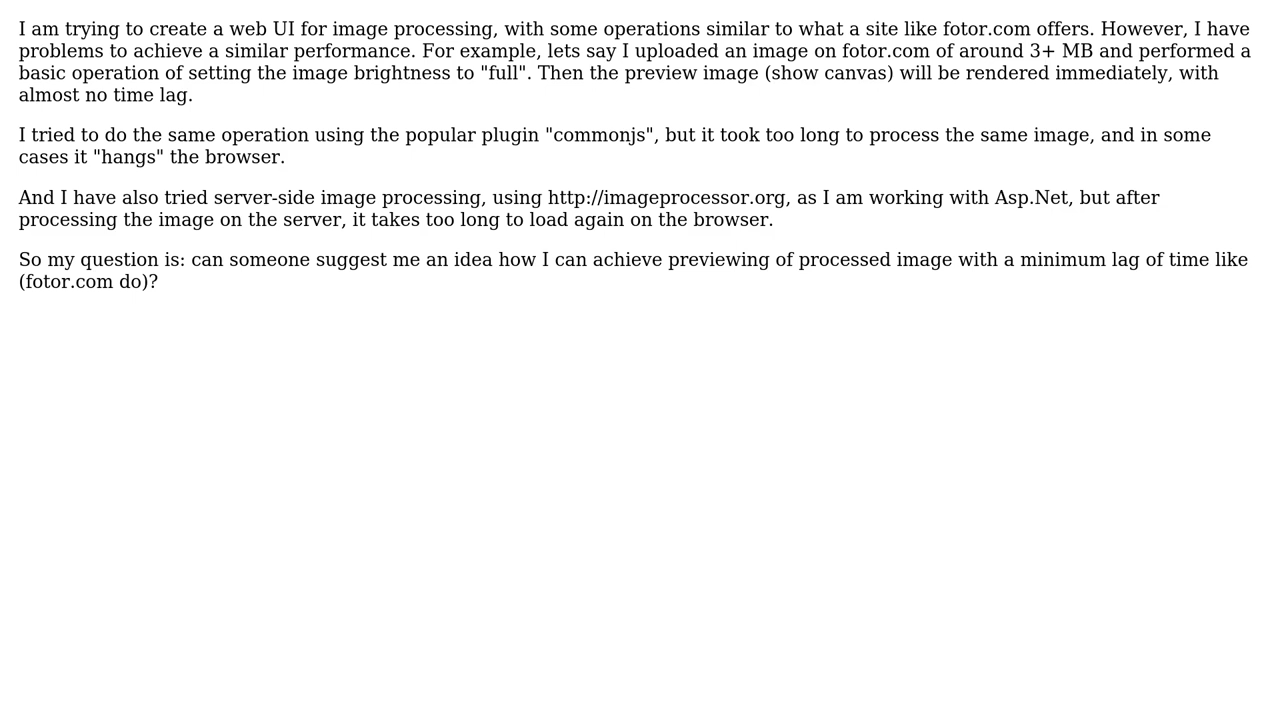 I am trying to create a web UI for image processing, with some operations similar to what a site like fotor.com offers. However, I have
problems to achieve a similar performance. For example, lets say I uploaded an image on fotor.com of around 3+ MB and performed a
basic operation of setting the image brightness to "full". Then the preview image (show canvas) will be rendered immediately, with
almost no time lag.
I tried to do the same operation using the popular plugin "commonjs", but it took too long to process the same image, and in some
cases it "hangs" the browser.
And I have also tried server-side image processing, using http://imageprocessor.org, as I am working with Asp.Net, but after
processing the image on the server, it takes too long to load again on the browser.
So my question is: can someone suggest me an idea how I can achieve previewing of processed image with a minimum lag of time like
(fotor.com do)?